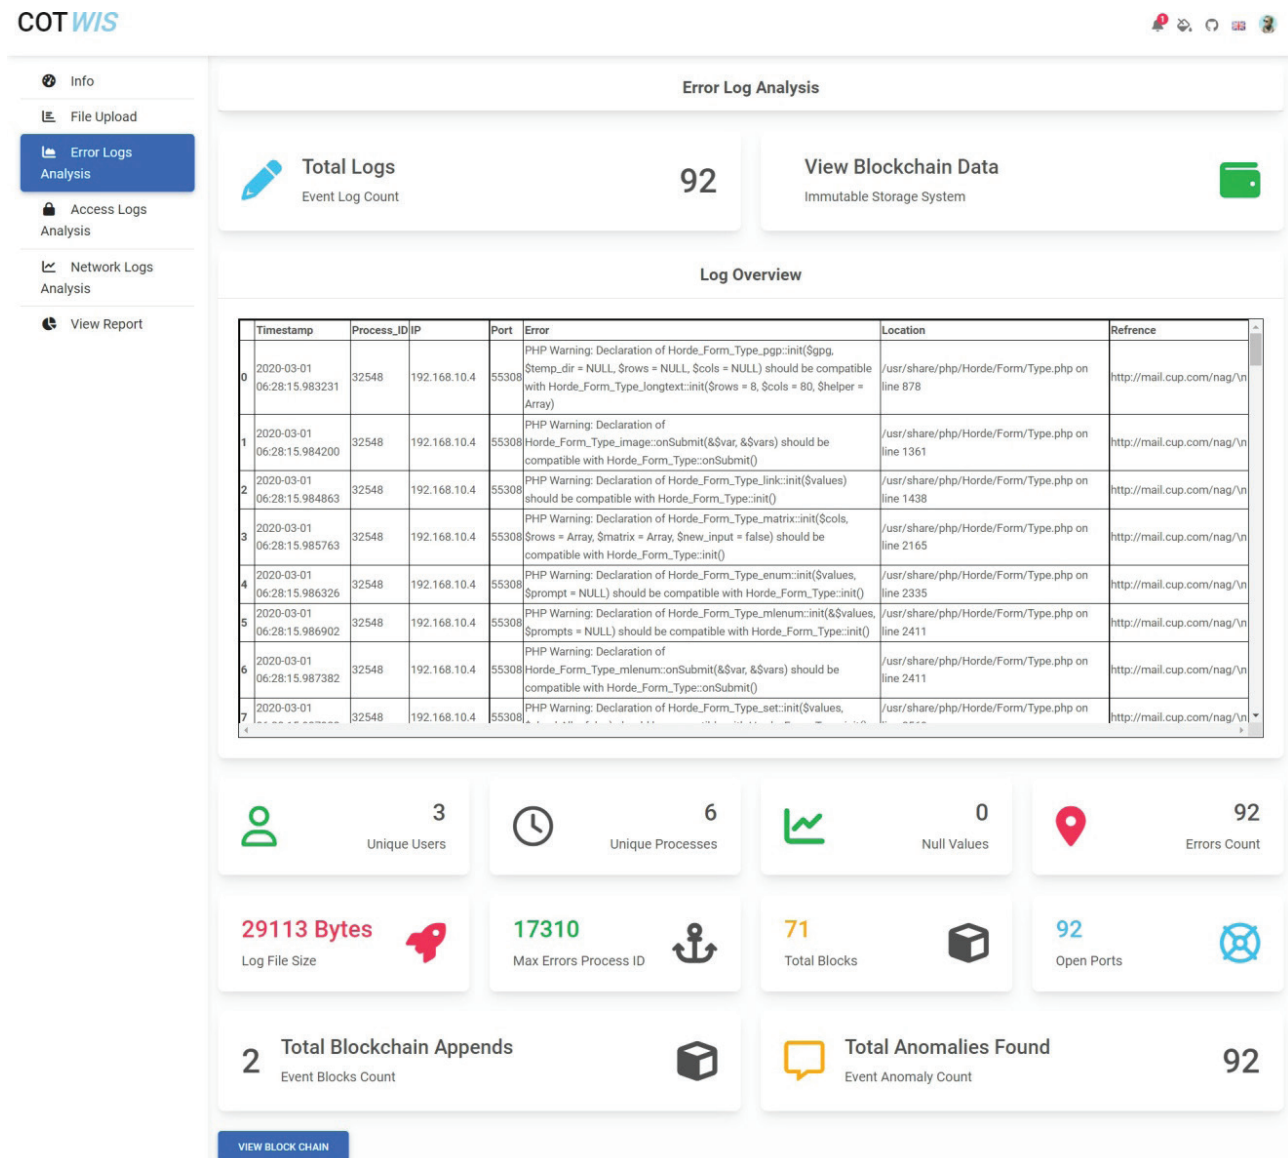 COT WIS
1
Info
File Upload
Error Logs
Analysis
Access Logs
Analysis
Network Logs
Analysis
View Report
Error Log Analysis
Total Logs
Event Log Count
92
View Blockchain Data
Immutable Storage System
Log Overview
Timestamp Process_ID IP Port Error Location Refrence
0 2020-03-01 06:28:15.983231 32548 192.168.10.4 55308 PHP Warning: Declaration of Horde_Form_Type_pgp::init($gpg, $temp_dir = NULL, $rows = NULL, $cols = NULL) should be compatible with Horde_Form_Type_longtext::init($rows = 8, $cols = 80, $helper = Array) /usr/share/php/Horde/Form/Type.php on line 878 http://mail.cup.com/nag/\n
1 2020-03-01 06:28:15.984200 32548 192.168.10.4 55308 PHP Warning: Declaration of Horde_Form_Type_image::onSubmit(&$var, &$vars) should be compatible with Horde_Form_Type::onSubmit() /usr/share/php/Horde/Form/Type.php on line 1361 http://mail.cup.com/nag/\n
2 2020-03-01 06:28:15.984863 32548 192.168.10.4 55308 PHP Warning: Declaration of Horde_Form_Type_link::init($values) should be compatible with Horde_Form_Type::init() /usr/share/php/Horde/Form/Type.php on line 1438 http://mail.cup.com/nag/\n
3 2020-03-01 06:28:15.985763 32548 192.168.10.4 55308 PHP Warning: Declaration of Horde_Form_Type_matrix::init($cols, $rows = Array, $matrix = Array, $new_input = false) should be compatible with Horde_Form_Type::init() /usr/share/php/Horde/Form/Type.php on line 2165 http://mail.cup.com/nag/\n
4 2020-03-01 06:28:15.986326 32548 192.168.10.4 55308 PHP Warning: Declaration of Horde_Form_Type_enum::init($values, $prompt = NULL) should be compatible with Horde_Form_Type::init() /usr/share/php/Horde/Form/Type.php on line 2335 http://mail.cup.com/nag/\n
5 2020-03-01 06:28:15.986902 32548 192.168.10.4 55308 PHP Warning: Declaration of Horde_Form_Type_mlenum::init(&$values, $prompts = NULL) should be compatible with Horde_Form_Type::init() /usr/share/php/Horde/Form/Type.php on line 2411 http://mail.cup.com/nag/\n
6 2020-03-01 06:28:15.987382 32548 192.168.10.4 55308 PHP Warning: Declaration of Horde_Form_Type_mlenum::onSubmit(&$var, &$vars) should be compatible with Horde_Form_Type::onSubmit() /usr/share/php/Horde/Form/Type.php on line 2411 http://mail.cup.com/nag/\n
7 2020-03-01 32548 192.168.10.4 55308 PHP Warning: Declaration of Horde_Form_Type_set::init($values, /usr/share/php/Horde/Form/Type.php on http://mail.cup.com/nag/\n
3
Unique Users
6
Unique Processes
0
Null Values
92
Errors Count
29113 Bytes
Log File Size
17310
Max Errors Process ID
71
Total Blocks
92
Open Ports
2
Total Blockchain Appends
Event Blocks Count
Total Anomalies Found
Event Anomaly Count
92
VIEW BLOCK CHAIN